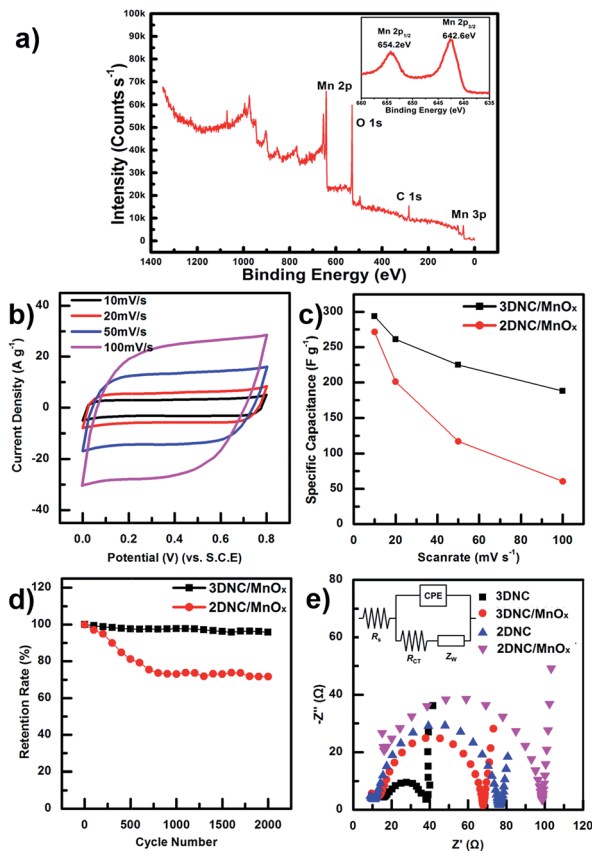 a)
Intensity (Counts s⁻¹)
100k
90k
80k
70k
60k
50k
40k
30k
20k
10k
0
1400 1200 1000 800 600 400 200 0
Binding Energy (eV)
Mn 2p
O 1s
C 1s
Mn 3p
Mn 2p1/2
654.2eV
Mn 2p3/2
642.6eV
660 655 650 645 640 635
Binding Energy (eV)
b)
Current Density (A g⁻¹)
40
20
0
-20
-40
10mV/s
20mV/s
50mV/s
100mV/s
0.0 0.2 0.4 0.6 0.8
Potential (V) (vs. S.C.E)
c)
Specific Capacitance (F g⁻¹)
300
250
200
150
100
50
0
3DNC/MnOx
2DNC/MnOx
0 20 40 60 80 100
Scanrate (mV s⁻¹)
d)
Retention Rate (%)
120
100
80
60
40
20
0
3DNC/MnOx
2DNC/MnOx
0 500 1000 1500 2000
Cycle Number
e)
-Z'' (Ω)
80
60
40
20
0
CPE
Rs
RCT
ZW
3DNC
3DNC/MnOx
2DNC
2DNC/MnOx
0 20 40 60 80 100 120
Z' (Ω)